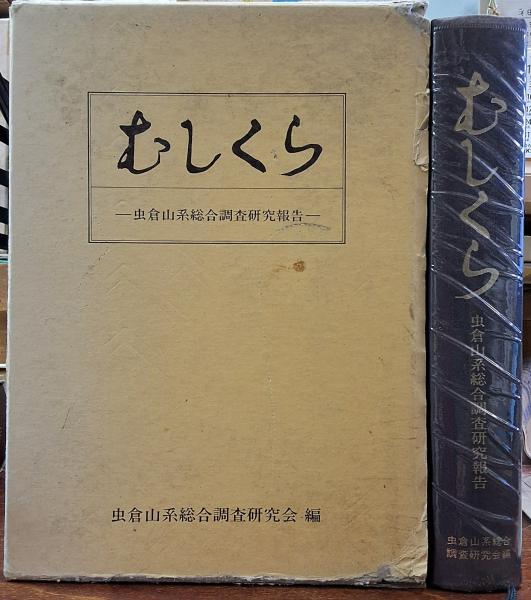 むしくら
―虫倉山系総合調査研究報告―
虫倉山系総合調査研究会 編
むしくら
虫倉山系総合調査研究報告
虫倉山系総合
調査研究会編